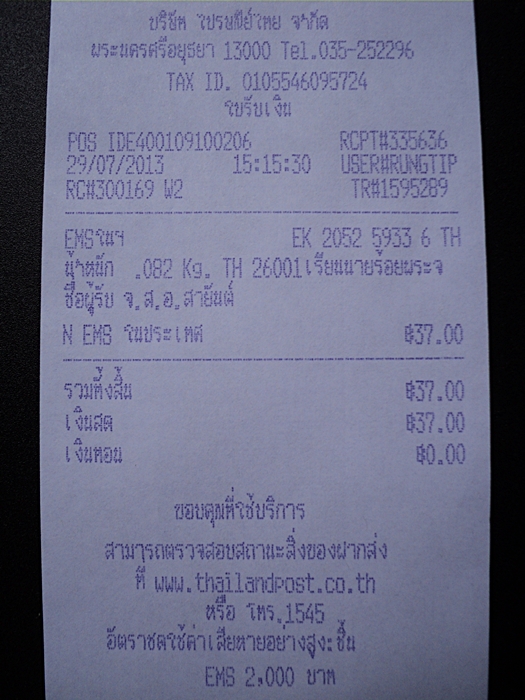 บริษัท ไปรษณีย์ไทย จำกัด
พระนครศรีอยุธยา 13000 Tel.035-252296
TAX ID. 0105546095724
ใบรับเงิน
POS IDE400109100206 RCPT#335636
29/07/2013 15:15:30 USER#RUNGTIP
RC#300169 W2 TR#1595289
EMSในฯ EK 2052 5933 6 TH
น้ำหนัก .082 Kg. TH 26001เรียนนายร้อยพระจ
ชื่อผู้รับ จ.ส.อ.สายันต์
N EMS ในประเทศ ฿37.00
รวมทั้งสิ้น ฿37.00
เงินสด ฿37.00
เงินทอน ฿0.00
ขอบคุณที่ใช้บริการ
สามารถตรวจสอบสถานะสิ่งของฝากส่ง
ที่ www.thailandpost.co.th
หรือ โทร.1545
อัตราชดใช้ค่าเสียหายอย่างสูง:ชิ้น
EMS 2,000 บาท